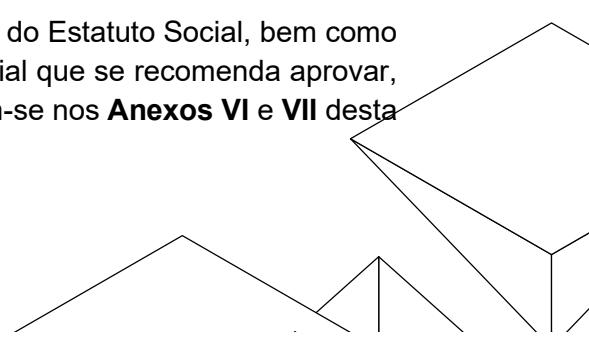 do Estatuto Social, bem como
ial que se recomenda aprovar,
-se nos Anexos VI e VII desta